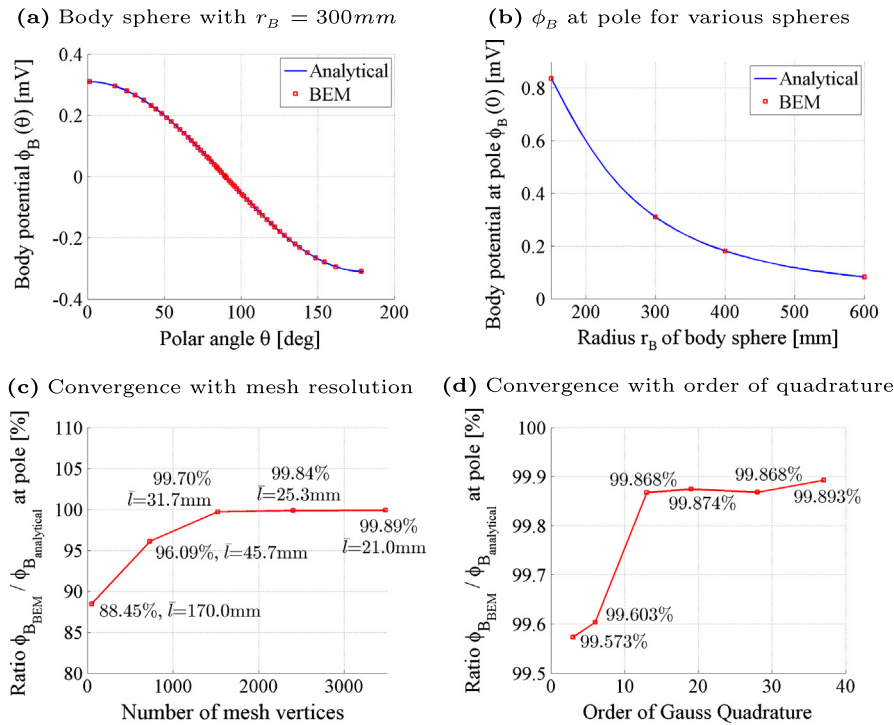 (a) Body sphere with r_B = 300mm
Body potential ϕ_B (θ) [mV]
0.4
0.2
0
-0.2
-0.4
Analytical
BEM
0
50
100
150
200
Polar angle θ [deg]
(b) ϕ_B at pole for various spheres
Body potential at pole ϕ_B (0) [mV]
0.8
0.6
0.4
0.2
0
Analytical
BEM
200
300
400
500
600
Radius r_B of body sphere [mm]
(c) Convergence with mesh resolution
Ratio ϕ_B_BEM / ϕ_B_analytical at pole [%]
110
105
100
95
90
85
80
99.70%
l̄=31.7mm
99.84%
l̄=25.3mm
99.89%
l̄=21.0mm
96.09%, l̄=45.7mm
88.45%, l̄=170.0mm
0
1000
2000
3000
Number of mesh vertices
(d) Convergence with order of quadrature
Ratio ϕ_B_BEM / ϕ_B_analytical at pole [%]
100
99.9
99.8
99.7
99.6
99.5
99.868%
99.868%
99.874%
99.893%
99.603%
99.573%
0
10
20
30
40
Order of Gauss Quadrature